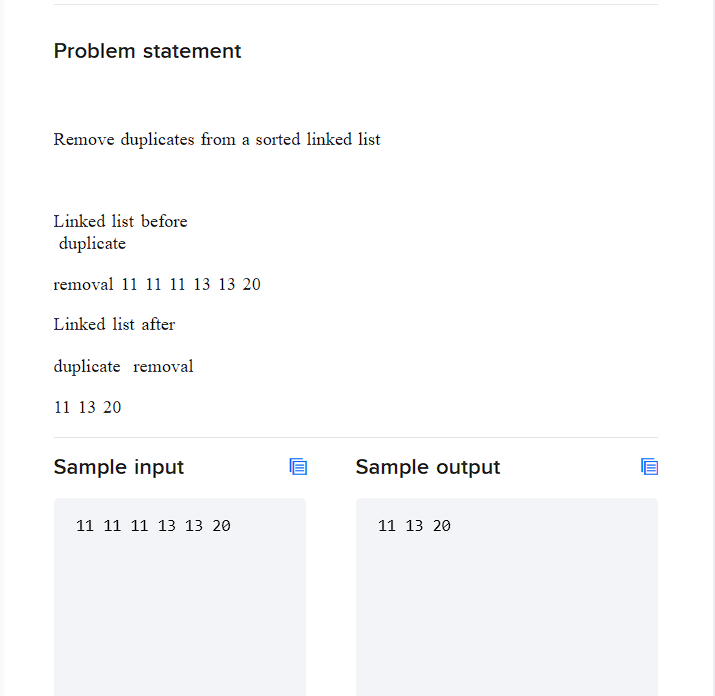 Problem statement
Remove duplicates from a sorted linked list
Linked list before
duplicate
removal 11 11 11 13 13 20
Linked list after
duplicate removal
11 13 20
Sample input
Sample output
11 11 11 13 13 20
11 13 20